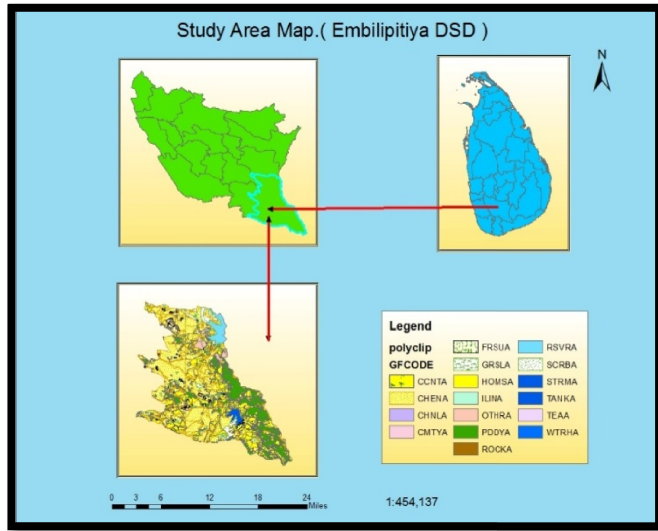 Study Area Map.( Embilipitiya DSD )
N
Legend
polyclip
GFCODE
CCNTA
CHENA
CHNLA
CMTYA
FRSUA
GRSLA
HOMSA
ILINA
OTHRA
PDDYA
ROCKA
RSVRA
SCRBA
STRMA
TANKA
TEAA
WTRHA
0 3 6 12 18 24
Miles
1:454,137